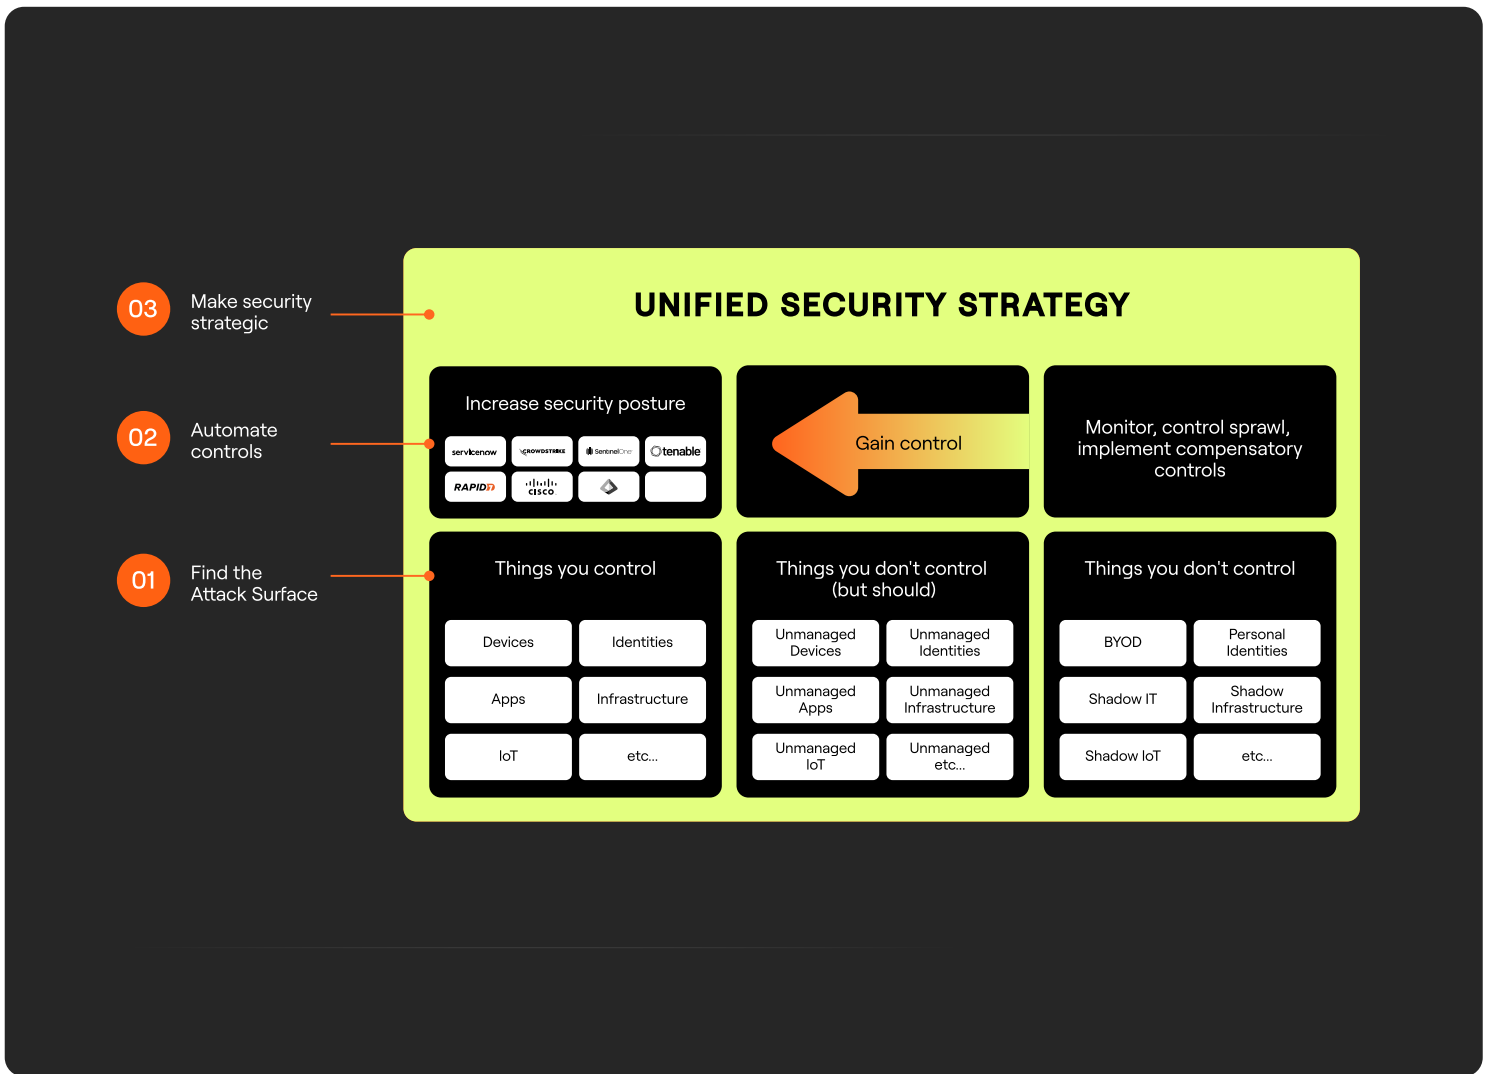 UNIFIED SECURITY STRATEGY
03
Make security
strategic
02
Automate
controls
Increase security posture
servicenow
CROWDSTRIKE
SentinelOne
tenable
RAPID7
CISCO
Gain control
Monitor, control sprawl,
implement compensatory
controls
01
Find the
Attack Surface
Things you control
Devices
Identities
Apps
Infrastructure
IoT
etc...
Things you don't control
(but should)
Unmanaged
Devices
Unmanaged
Identities
Unmanaged
Apps
Unmanaged
Infrastructure
Unmanaged
IoT
Unmanaged
etc...
Things you don't control
BYOD
Personal
Identities
Shadow IT
Shadow
Infrastructure
Shadow IoT
etc...